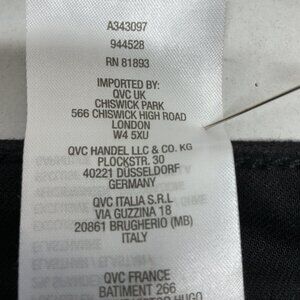 A343097
944528
RN 81893
IMPORTED BY:
QVC UK
CHISWICK PARK
566 CHISWICK HIGH ROAD
LONDON
W4 5XU
QVC HANDEL LLC & CO. KG
PLOCKSTR. 30
40221 DÜSSELDORF
GERMANY
QVC ITALIA S.R.L
VIA GUZZINA 18
20861 BRUGHERIO (MB)
ITALY
QVC FRANCE
BATIMENT 266
HUGO